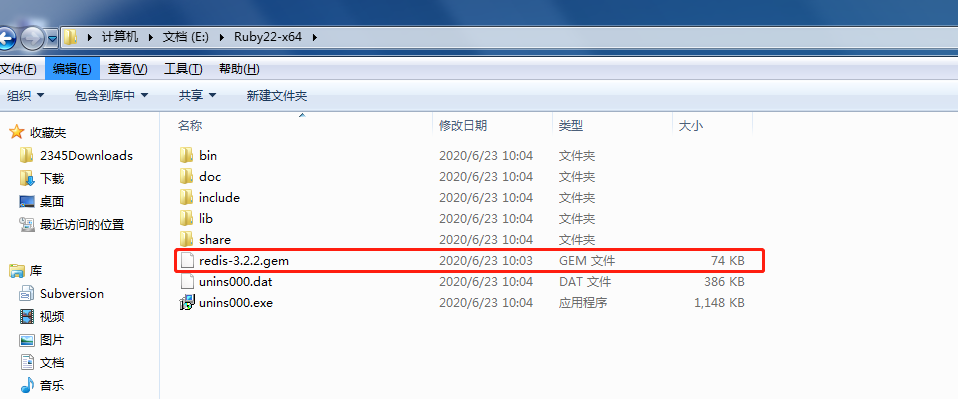 计算机 文档 (E:) Ruby22-x64
文件(F) 编辑(E) 查看(V) 工具(T) 帮助(H)
组织 包含到库中 共享 新建文件夹
收藏夹
2345Downloads
下载
桌面
最近访问的位置
库
Subversion
视频
图片
文档
音乐
名称 修改日期 类型 大小
bin 2020/6/23 10:04 文件夹
doc 2020/6/23 10:04 文件夹
include 2020/6/23 10:04 文件夹
lib 2020/6/23 10:04 文件夹
share 2020/6/23 10:04 文件夹
redis-3.2.2.gem 2020/6/23 10:03 GEM 文件 74 KB
unins000.dat 2020/6/23 10:04 DAT 文件 386 KB
unins000.exe 2020/6/23 10:04 应用程序 1,148 KB